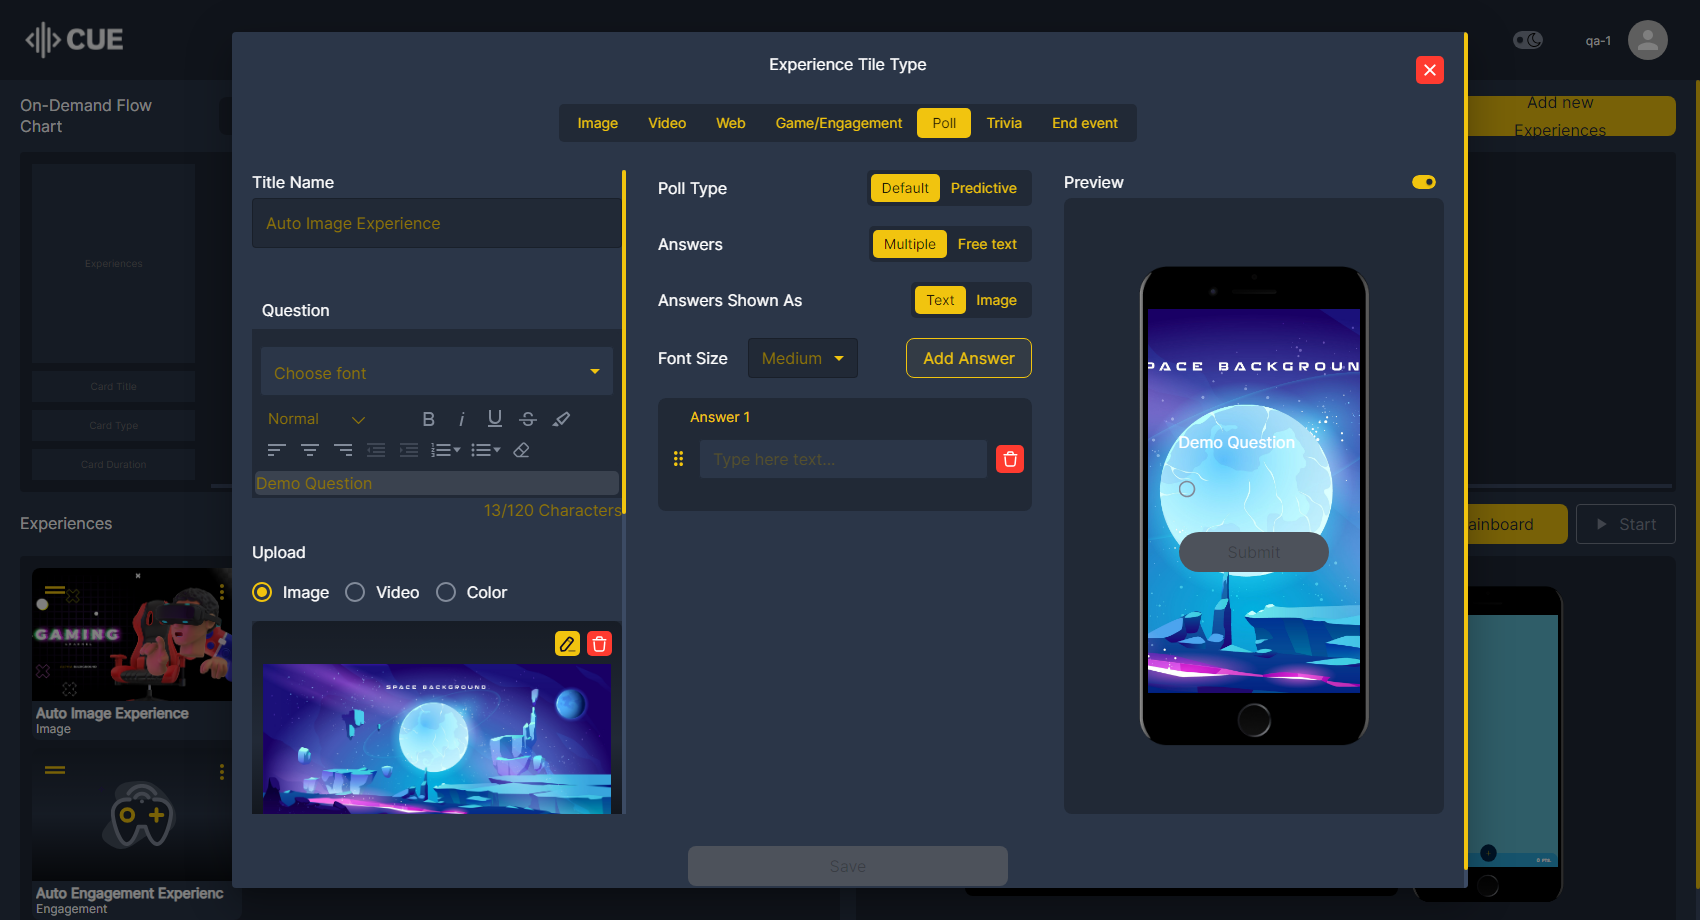 CUE
qa-1
On-Demand Flow
Chart
Add new
Experiences
Experiences
Card Title
Card Type
Card Duration
Experiences
ainboard
Start
GAMING
Auto Image Experience
Image
Auto Engagement Experienc
Engagement
Experience Tile Type
Image
Video
Web
Game/Engagement
Poll
Trivia
End event
Title Name
Auto Image Experience
Question
Choose font
Normal
B i U S
Demo Question
13/120 Characters
Upload
Image
Video
Color
SPACE BACKGROUND
Poll Type
Default
Predictive
Answers
Multiple
Free text
Answers Shown As
Text
Image
Font Size
Medium
Add Answer
Answer 1
Type here text...
Preview
PACE BACKGROUN
Demo Question
Submit
Save